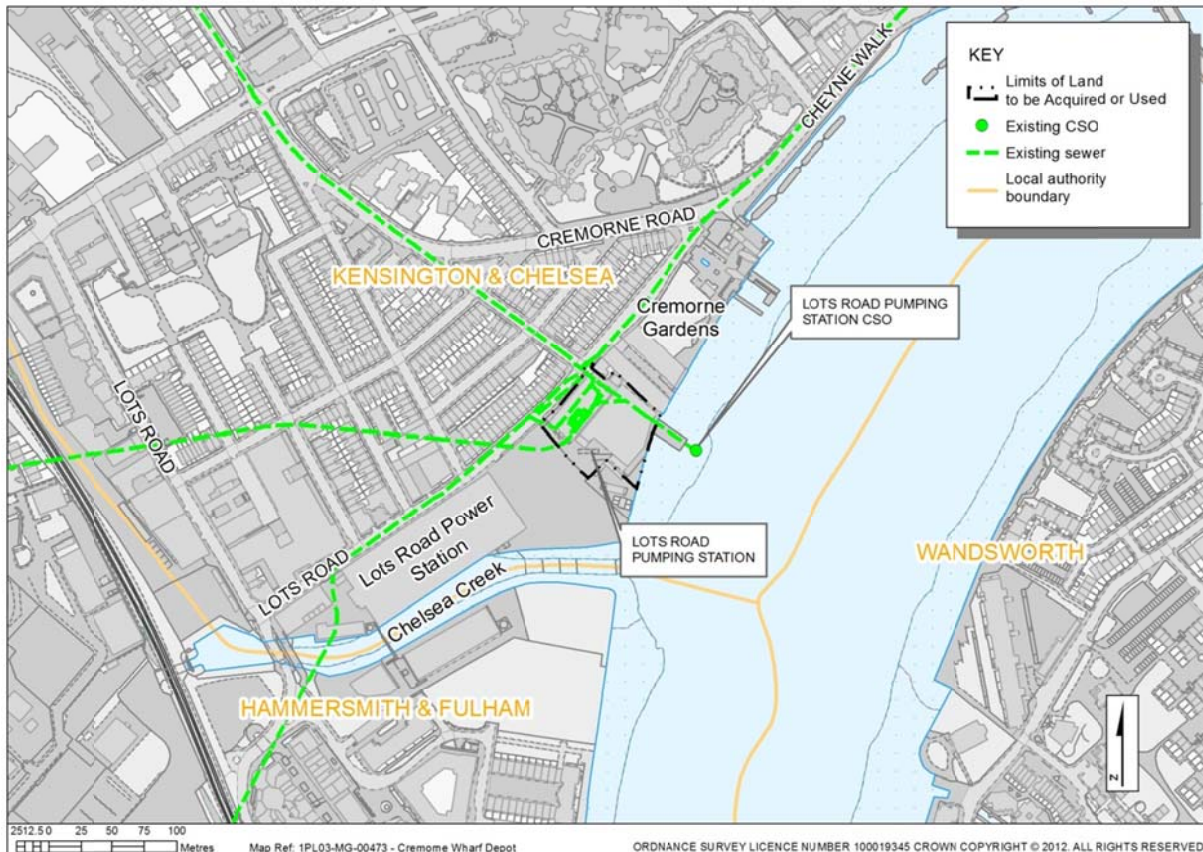 KEY
Limits of Land
to be Acquired or Used
Existing CSO
Existing sewer
Local authority
boundary
CHEYNE WALK
CREMORNE ROAD
KENSINGTON & CHELSEA
Cremorne
Gardens
LOTS ROAD PUMPING
STATION CSO
LOTS ROAD
Lots Road Power
Station
LOTS ROAD
PUMPING STATION
WANDSWORTH
LOTS ROAD
Chelsea Creek
HAMMERSMITH & FULHAM
N
25 12.5 0 25 50 75 100
Metres
Map Ref: 1PL03-MG-00473 - Cremorne Wharf Depot
ORDNANCE SURVEY LICENCE NUMBER 100019345 CROWN COPYRIGHT © 2012. ALL RIGHTS RESERVED